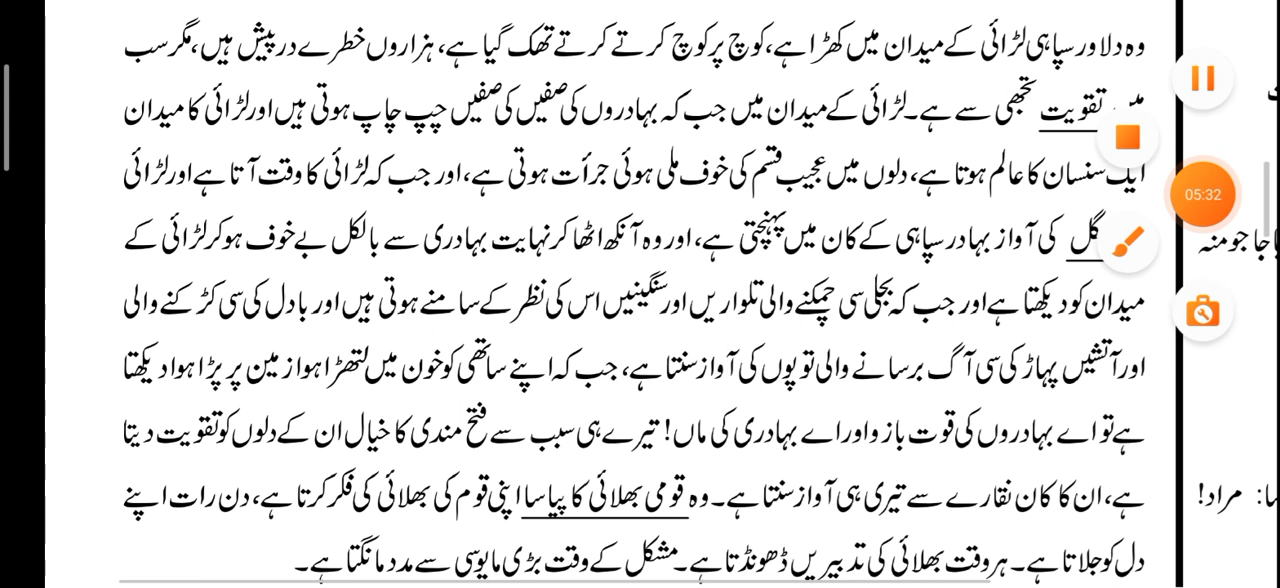 وہ دلاور سپاہی لڑائی کے میدان میں کھڑا ہے، کوچ پر کوچ کرتے کرتے تھک گیا ہے، ہزاروں خطرے درپیش ہیں، مگر سب
میں تقویت تجھی سے ہے۔ لڑائی کے میدان میں جب کہ بہادروں کی صفیں کی صفیں چپ چاپ ہوتی ہیں اور لڑائی کا میدان
ایک سنسان کا عالم ہوتا ہے، دلوں میں عجیب قسم کی خوف ملی ہوئی جرأت ہوتی ہے، اور جب کہ لڑائی کا وقت آتا ہے اور لڑائی
گل کی آواز بہادر سپاہی کے کان میں پہنچتی ہے، اور وہ آنکھ اٹھا کر نہایت بہادری سے بالکل بے خوف ہو کر لڑائی کے
میدان کو دیکھتا ہے اور جب کہ بجلی سی چمکنے والی تلواریں اور سنگینیں اس کی نظر کے سامنے ہوتی ہیں اور بادل کی سی کڑکنے والی
اور آتشیں پہاڑ کی سی آگ برسانے والی توپوں کی آواز سنتا ہے، جب کہ اپنے ساتھی کو خون میں لتھڑا ہوا زمین پر پڑا ہوا دیکھتا
ہے تو اے بہادروں کی قوت بازو اور اے بہادری کی ماں! تیرے ہی سبب سے فتح مندی کا خیال ان کے دلوں کو تقویت دیتا
ہے، ان کا کان نقارے سے تیری ہی آواز سنتا ہے۔ وہ قومی بھلائی کا پیاسا اپنی قوم کی بھلائی کی فکر کرتا ہے، دن رات اپنے
دل کو جلاتا ہے۔ ہر وقت بھلائی کی تدبیریں ڈھونڈتا ہے۔ مشکل کے وقت بڑی مایوسی سے مدد مانگتا ہے۔
05:32
جا جو منہ
ما: مراد!